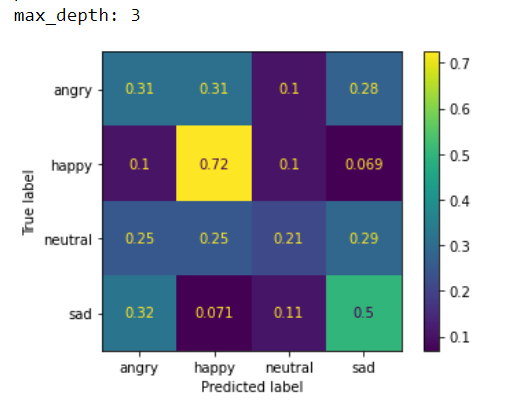 max_depth: 3
0.7
angry 0.31 0.31 0.1 0.28
0.6
happy 0.1 0.72 0.1 0.069
0.5
True label
0.4
neutral 0.25 0.25 0.21 0.29
0.3
0.2
sad 0.32 0.071 0.11 0.5
0.1
angry happy neutral sad
Predicted label